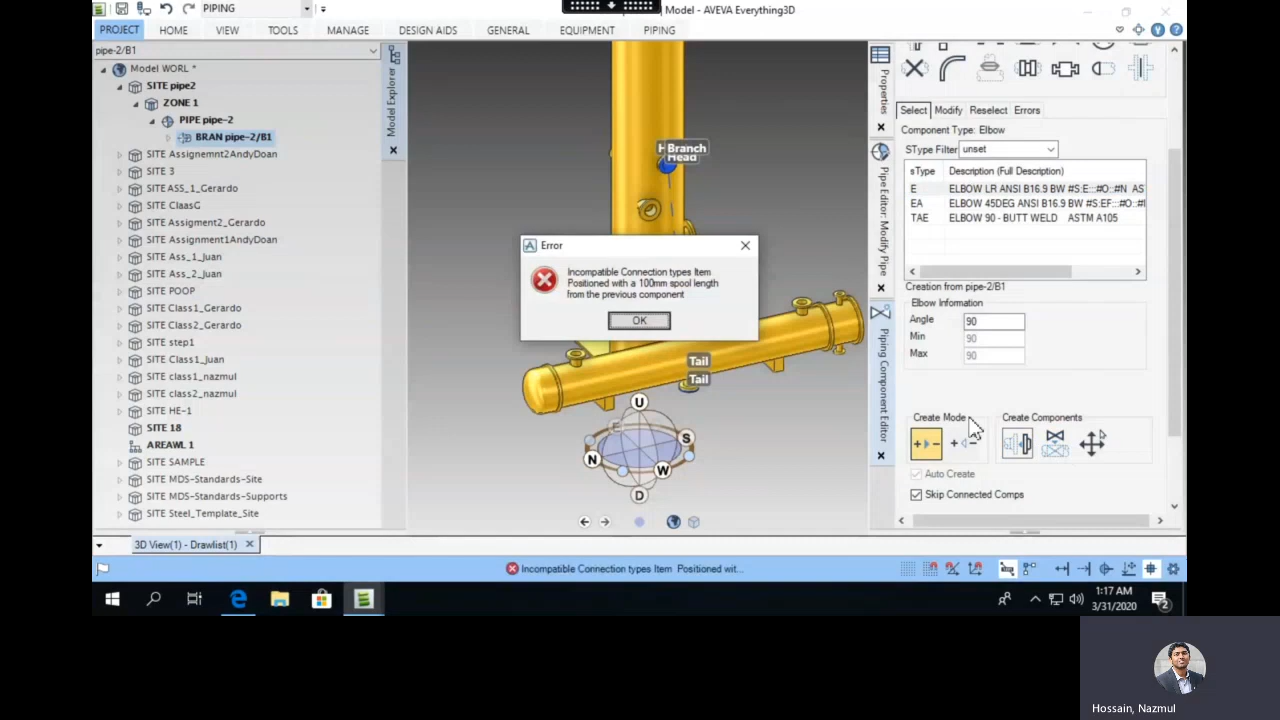 PIPING
Model - AVEVA Everything3D
PROJECT HOME VIEW TOOLS MANAGE DESIGN AIDS GENERAL EQUIPMENT PIPING
pipe-2/B1
Model WORL *
SITE pipe2
ZONE 1
PIPE pipe-2
BRAN pipe-2/B1
SITE Assignemnt2AndyDoan
SITE 3
SITE ASS_1_Gerardo
SITE ClaasG
SITE Assigment2_Gerardo
SITE Assignment1AndyDoan
SITE Ass_1_Juan
SITE Ass_2_Juan
SITE POOP
SITE Class1_Gerardo
SITE Class2_Gerardo
SITE step1
SITE Class1_Juan
SITE class1_nazmul
SITE class2_nazmul
SITE HE-1
SITE 18
AREAWL 1
SITE SAMPLE
SITE MDS-Standards-Site
SITE MDS-Standards-Supports
SITE Steel_Template_Site
Model Explorer
Branch
Head
Error
Incompatible Connection types Item
Positioned with a 100mm spool length
from the previous component
OK
Tail
Tail
U
S
N
W
D
Properties
Pipe Editor: Modify Pipe
Piping Component Editor
Select Modify Reselect Errors
Component Type: Elbow
SType Filter unset
sType Description (Full Description)
E ELBOW LR ANSI B16.9 BW #S:E:::#O::#N AS
EA ELBOW 45DEG ANSI B16.9 BW #S:EF:::#O::#I
TAE ELBOW 90 - BUTT WELD ASTM A105
Creation from pipe-2/B1
Elbow Information
Angle 90
Min 90
Max 90
Create Mode Create Components
Auto Create
Skip Connected Comps
3D View(1) - Drawlist(1)
Incompatible Connection types Item Positioned wit...
1:17 AM
3/31/2020
2
Hossain, Nazmul